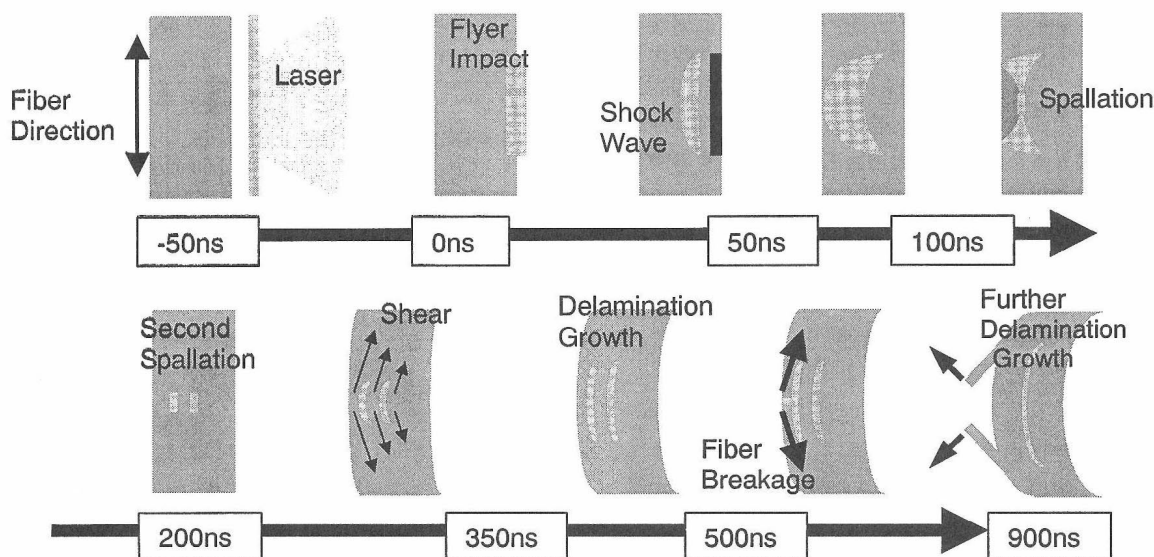 Fiber
Direction
Laser
Flyer
Impact
Shock
Wave
Spallation
-50ns
0ns
50ns
100ns
Second
Spallation
Shear
Delamination
Growth
Fiber
Breakage
Further
Delamination
Growth
200ns
350ns
500ns
900ns